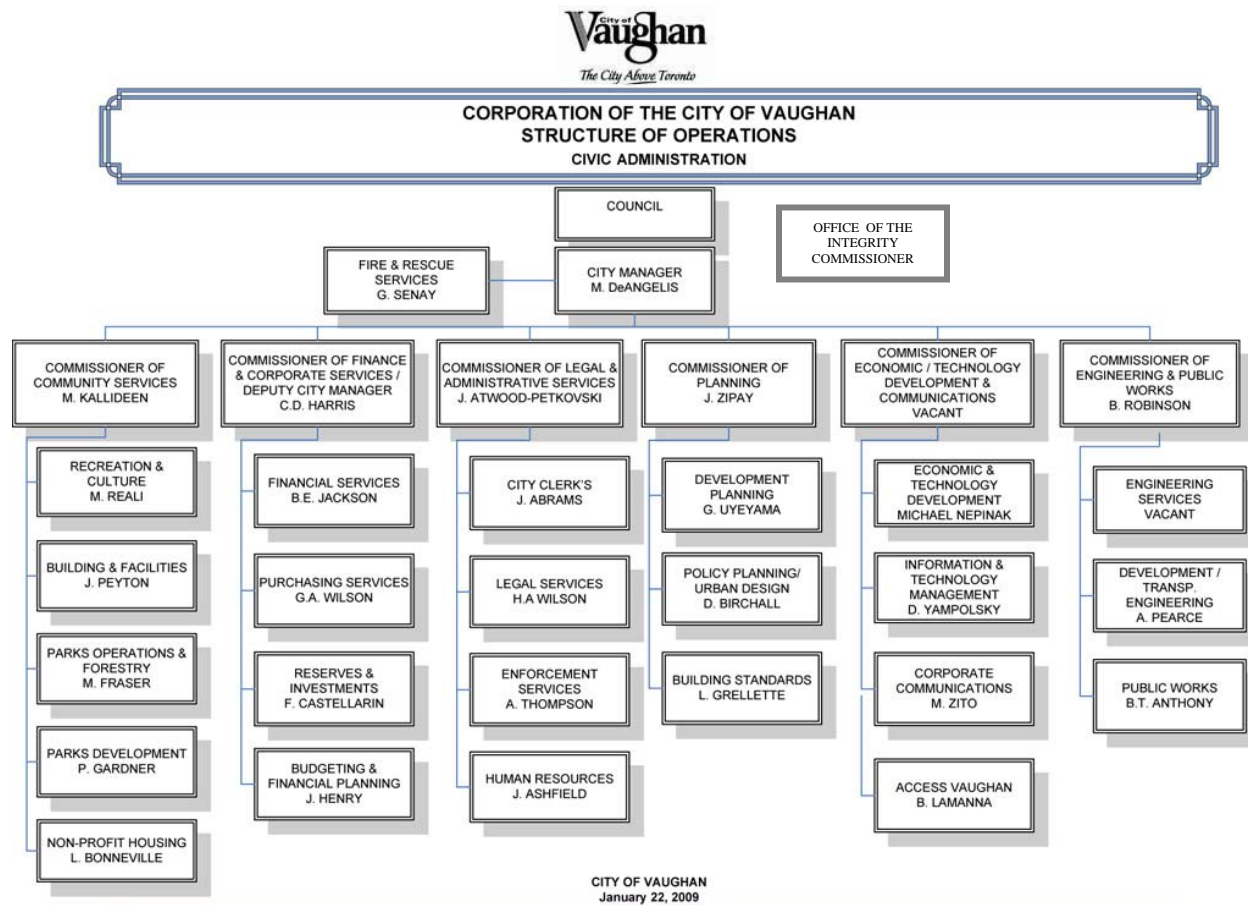 City of
Vaughan
The City Above Toronto
CORPORATION OF THE CITY OF VAUGHAN
STRUCTURE OF OPERATIONS
CIVIC ADMINISTRATION
COUNCIL
OFFICE OF THE
INTEGRITY
COMMISSIONER
FIRE & RESCUE
SERVICES
G. SENAY
CITY MANAGER
M. DeANGELIS
COMMISSIONER OF
COMMUNITY SERVICES
M. KALLIDEEN
COMMISSIONER OF FINANCE
& CORPORATE SERVICES /
DEPUTY CITY MANAGER
C.D. HARRIS
COMMISSIONER OF LEGAL &
ADMINISTRATIVE SERVICES
J. ATWOOD-PETKOVSKI
COMMISSIONER OF
PLANNING
J. ZIPAY
COMMISSIONER OF
ECONOMIC / TECHNOLOGY
DEVELOPMENT &
COMMUNICATIONS
VACANT
COMMISSIONER OF
ENGINEERING & PUBLIC
WORKS
B. ROBINSON
RECREATION &
CULTURE
M. REALI
BUILDING & FACILITIES
J. PEYTON
PARKS OPERATIONS &
FORESTRY
M. FRASER
PARKS DEVELOPMENT
P. GARDNER
NON-PROFIT HOUSING
L. BONNEVILLE
FINANCIAL SERVICES
B.E. JACKSON
PURCHASING SERVICES
G.A. WILSON
RESERVES &
INVESTMENTS
F. CASTELLARIN
BUDGETING &
FINANCIAL PLANNING
J. HENRY
CITY CLERK'S
J. ABRAMS
LEGAL SERVICES
H.A WILSON
ENFORCEMENT
SERVICES
A. THOMPSON
HUMAN RESOURCES
J. ASHFIELD
DEVELOPMENT
PLANNING
G. UYEYAMA
POLICY PLANNING/
URBAN DESIGN
D. BIRCHALL
BUILDING STANDARDS
L. GRELLETTE
ECONOMIC &
TECHNOLOGY
DEVELOPMENT
MICHAEL NEPINAK
INFORMATION &
TECHNOLOGY
MANAGEMENT
D. YAMPOLSKY
CORPORATE
COMMUNICATIONS
M. ZITO
ACCESS VAUGHAN
B. LAMANNA
ENGINEERING
SERVICES
VACANT
DEVELOPMENT /
TRANSP.
ENGINEERING
A. PEARCE
PUBLIC WORKS
B.T. ANTHONY
CITY OF VAUGHAN
January 22, 2009